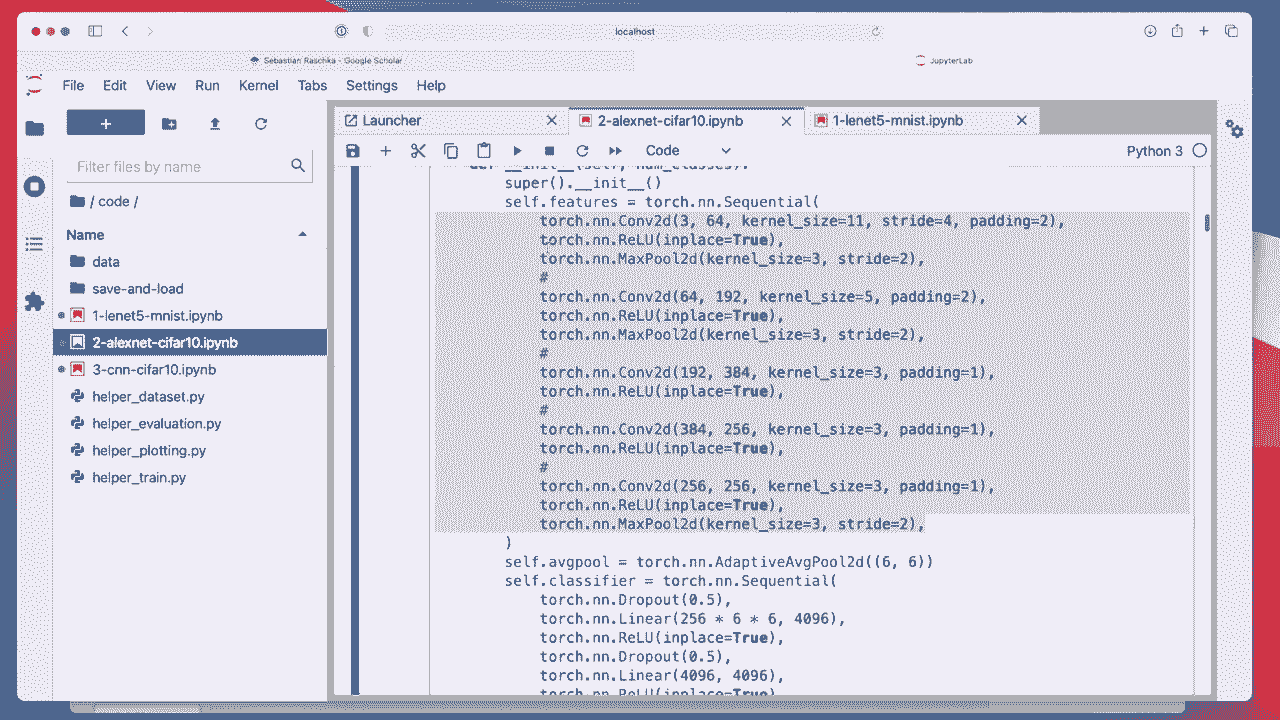 localhost
Sebastian Raschka - Google Scholar
JupyterLab
File Edit View Run Kernel Tabs Settings Help
+
Filter files by name
/ code /
Name
data
save-and-load
1-lenet5-mnist.ipynb
2-alexnet-cifar10.ipynb
3-cnn-cifar10.ipynb
helper_dataset.py
helper_evaluation.py
helper_plotting.py
helper_train.py
Launcher
2-alexnet-cifar10.ipynb
1-lenet5-mnist.ipynb
Code
Python 3
def __init__(self, num_classes):
super().__init__()
self.features = torch.nn.Sequential(
torch.nn.Conv2d(3, 64, kernel_size=11, stride=4, padding=2),
torch.nn.ReLU(inplace=True),
torch.nn.MaxPool2d(kernel_size=3, stride=2),
#
torch.nn.Conv2d(64, 192, kernel_size=5, padding=2),
torch.nn.ReLU(inplace=True),
torch.nn.MaxPool2d(kernel_size=3, stride=2),
#
torch.nn.Conv2d(192, 384, kernel_size=3, padding=1),
torch.nn.ReLU(inplace=True),
#
torch.nn.Conv2d(384, 256, kernel_size=3, padding=1),
torch.nn.ReLU(inplace=True),
#
torch.nn.Conv2d(256, 256, kernel_size=3, padding=1),
torch.nn.ReLU(inplace=True),
torch.nn.MaxPool2d(kernel_size=3, stride=2),
)
self.avgpool = torch.nn.AdaptiveAvgPool2d((6, 6))
self.classifier = torch.nn.Sequential(
torch.nn.Dropout(0.5),
torch.nn.Linear(256 * 6 * 6, 4096),
torch.nn.ReLU(inplace=True),
torch.nn.Dropout(0.5),
torch.nn.Linear(4096, 4096),
torch.nn.ReLU(inplace=True)